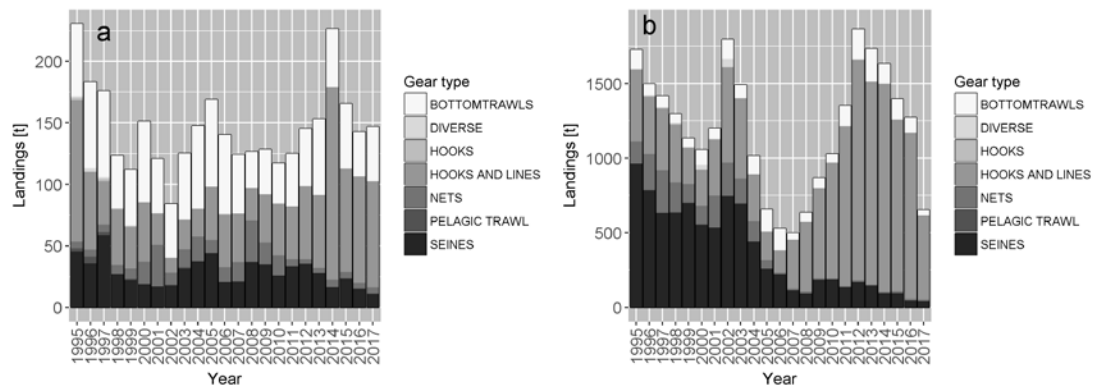 a
200
150
100
50
0
Landings [t]
1995 1996 1997 1998 1999 2000 2001 2002 2003 2004 2005 2006 2007 2008 2009 2010 2011 2012 2013 2014 2015 2016 2017
Year
Gear type
BOTTOMTRAWLS
DIVERSE
HOOKS
HOOKS AND LINES
NETS
PELAGIC TRAWL
SEINES
b
1500
1000
500
0
Landings [t]
1995 1996 1997 1998 1999 2000 2001 2002 2003 2004 2005 2006 2007 2008 2009 2010 2011 2012 2013 2014 2015 2016 2017
Year
Gear type
BOTTOMTRAWLS
DIVERSE
HOOKS
HOOKS AND LINES
NETS
PELAGIC TRAWL
SEINES